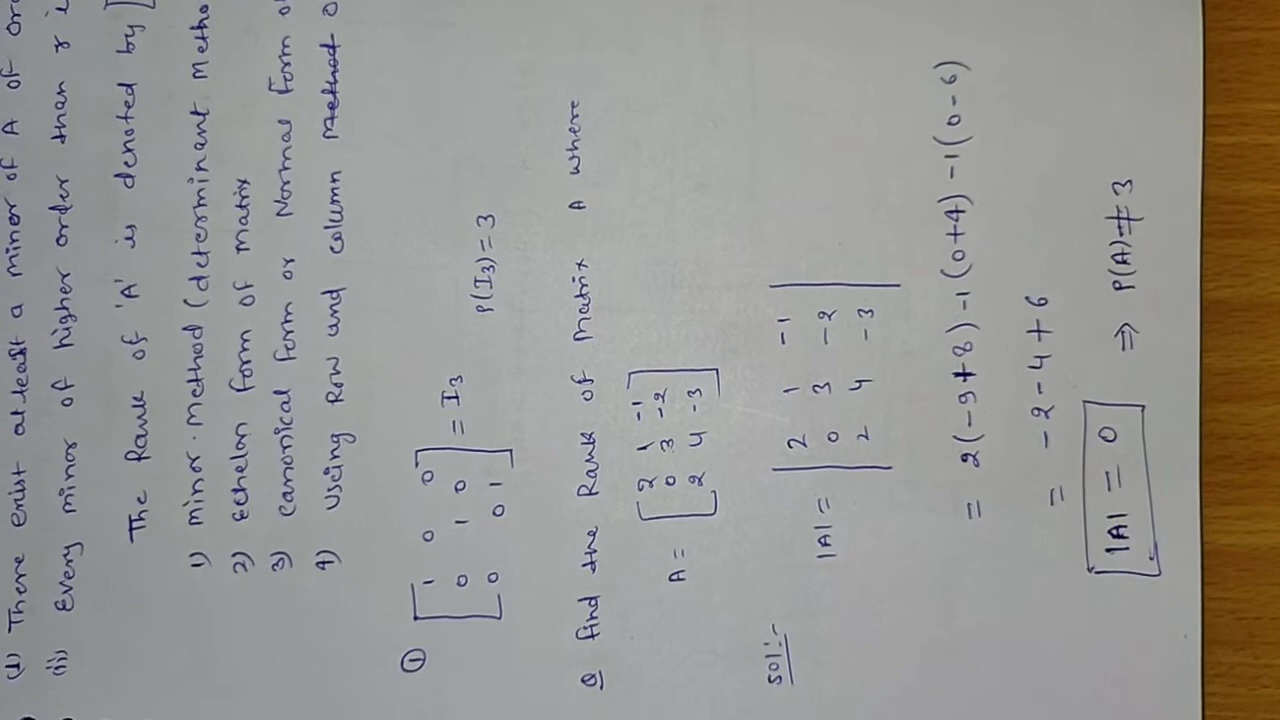 (i) There exist atleast a minor of A of
(ii) Every minor of higher order than r
The Rank of 'A' is denoted by [
1) minor method (determinant Metho
2) Echelon form of matrix
3) canonical form or Normal form
4) Using Row and column Method
① [1 0 0
0 1 0
0 0 1] = I3 ρ(I3) = 3
Q find the Rank of matrix A where
A = [2 1 -1
0 3 -2
2 4 -3]
Sol:-
|A| = |2 1 -1
0 3 -2
2 4 -3|
= 2(-9+8) -1(0+4) -1(0-6)
= -2 -4 +6
|A| = 0 ⇒ ρ(A) ≠ 3